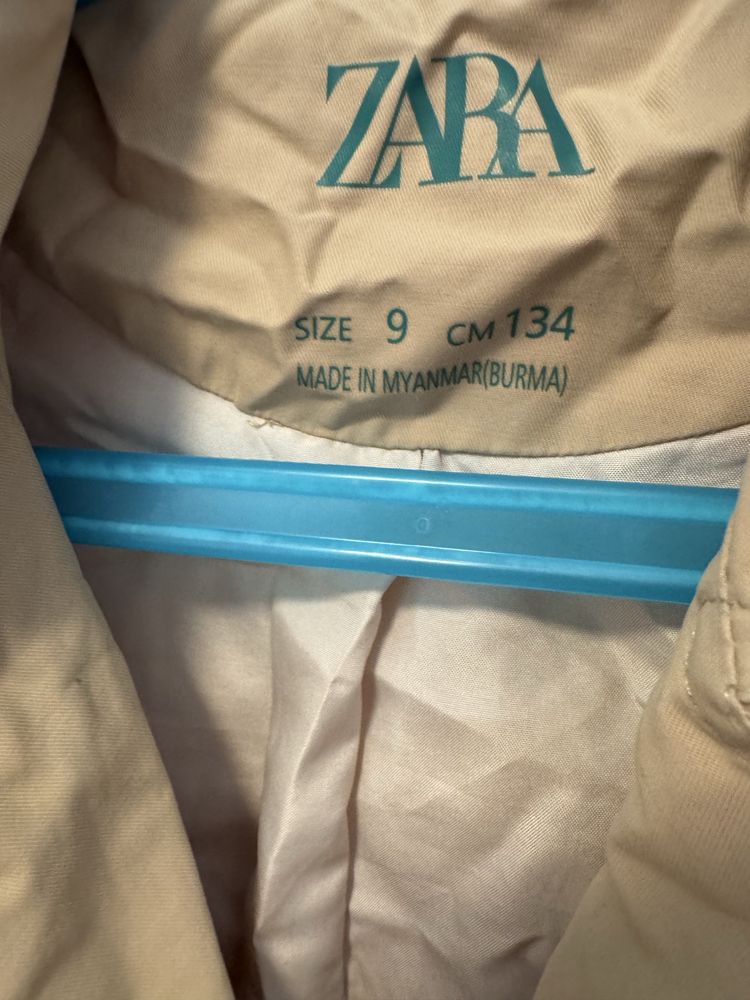 ZARA
SIZE 9 CM 134
MADE IN MYANMAR(BURMA)